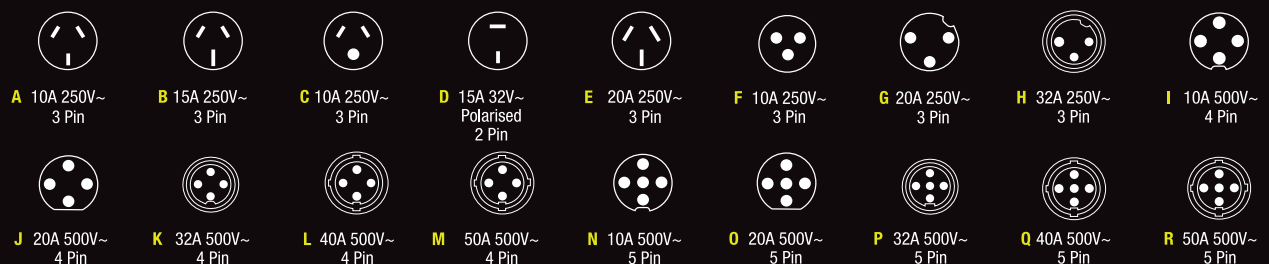 A 10A 250V~
3 Pin
B 15A 250V~
3 Pin
C 10A 250V~
3 Pin
D 15A 32V~
Polarised
2 Pin
E 20A 250V~
3 Pin
F 10A 250V~
3 Pin
G 20A 250V~
3 Pin
H 32A 250V~
3 Pin
I 10A 500V~
4 Pin
J 20A 500V~
4 Pin
K 32A 500V~
4 Pin
L 40A 500V~
4 Pin
M 50A 500V~
4 Pin
N 10A 500V~
5 Pin
O 20A 500V~
5 Pin
P 32A 500V~
5 Pin
Q 40A 500V~
5 Pin
R 50A 500V~
5 Pin